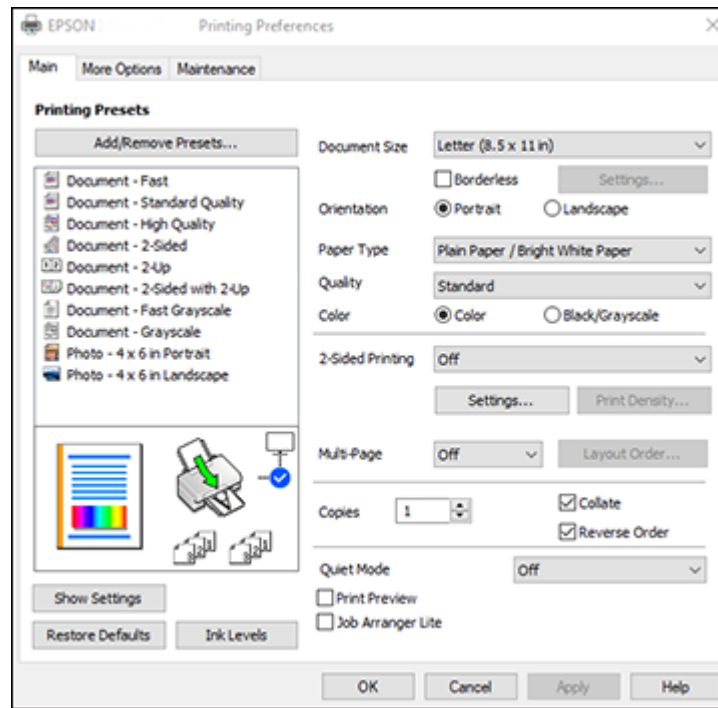 EPSON Printing Preferences
Main More Options Maintenance
Printing Presets
Add/Remove Presets...
Document - Fast
Document - Standard Quality
Document - High Quality
Document - 2-Sided
Document - 2-Up
Document - 2-Sided with 2-Up
Document - Fast Grayscale
Document - Grayscale
Photo - 4 x 6 in Portrait
Photo - 4 x 6 in Landscape
Show Settings
Restore Defaults Ink Levels
Document Size Letter (8.5 x 11 in)
Borderless Settings...
Orientation Portrait Landscape
Paper Type Plain Paper / Bright White Paper
Quality Standard
Color Color Black/Grayscale
2-Sided Printing Off
Settings... Print Density...
Multi-Page Off Layout Order...
Copies 1 Collate
Reverse Order
Quiet Mode Off
Print Preview
Job Arranger Lite
OK Cancel Apply Help